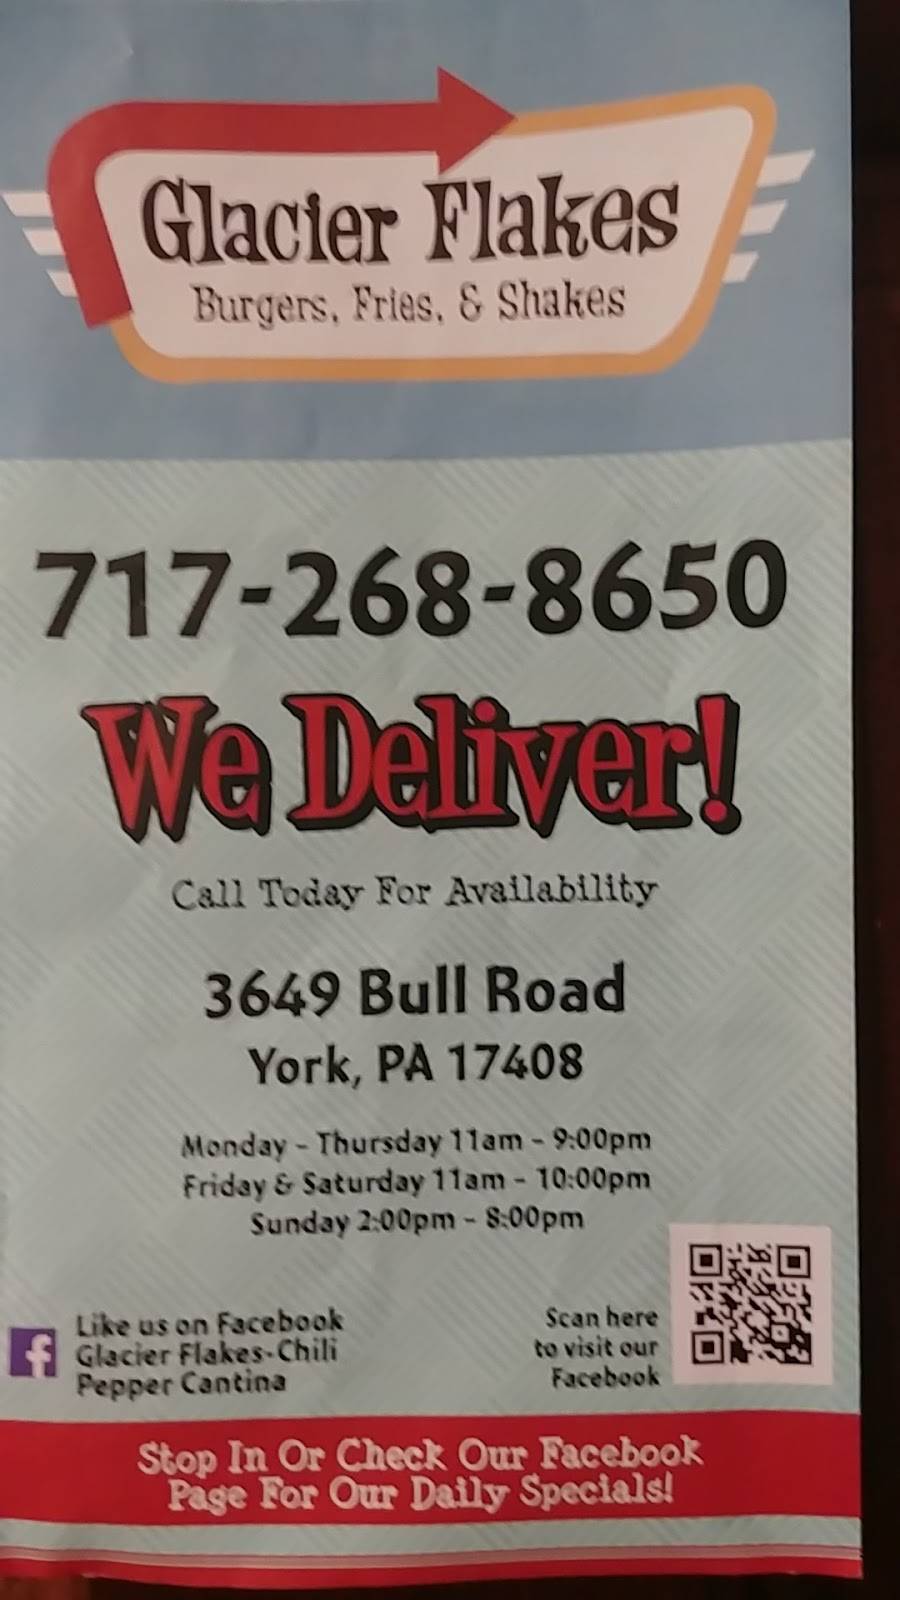 Glacier Flakes
Burgers, Fries, & Shakes
717-268-8650
We Deliver!
Call Today For Availability
3649 Bull Road
York, PA 17408
Monday - Thursday 11am - 9:00pm
Friday & Saturday 11am - 10:00pm
Sunday 2:00pm - 8:00pm
f
Like us on Facebook
Glacier Flakes-Chili
Pepper Cantina
Scan here
to visit our
Facebook
Stop In Or Check Our Facebook
Page For Our Daily Specials!